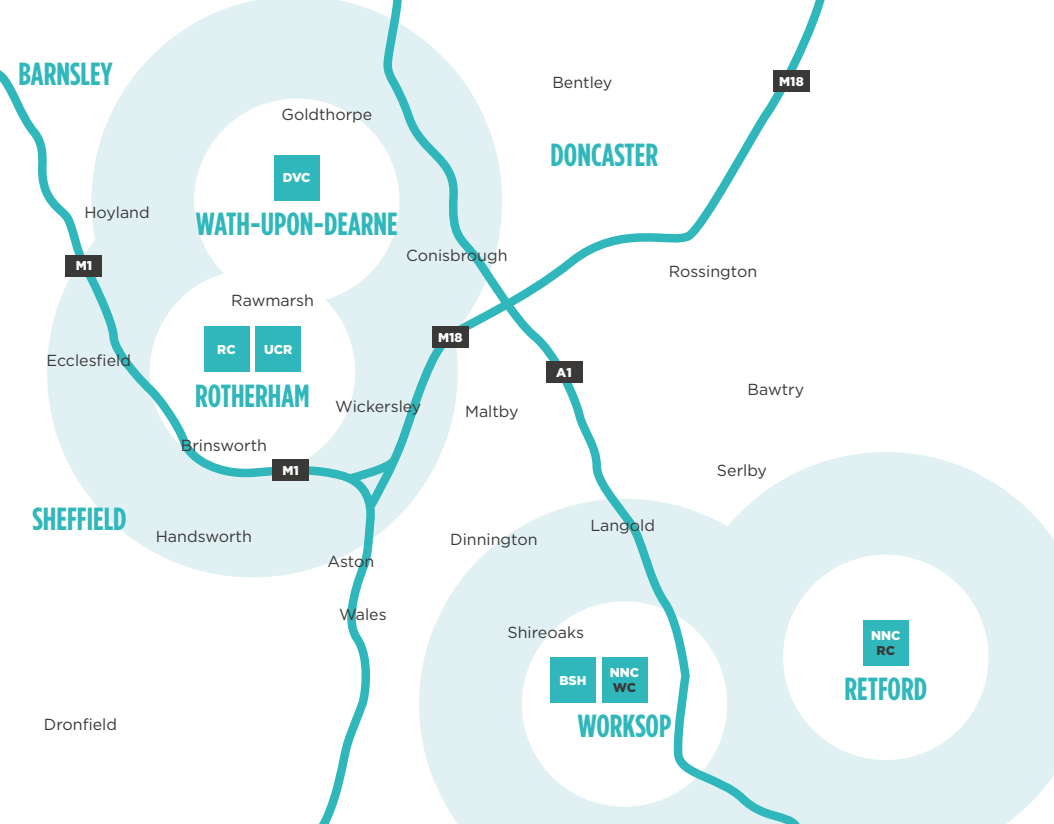 BARNSLEY
Bentley
M18
Goldthorpe
DONCASTER
DVC
Hoyland
WATH-UPON-DEARNE
Conisbrough
M1
Rossington
Rawmarsh
M18
RC
UCR
Ecclesfield
A1
ROTHERHAM
Bawtry
Wickersley
Maltby
Brinsworth
M1
Serlby
SHEFFIELD
Langold
Handsworth
Dinnington
Aston
Wales
Shireoaks
NNC
RC
BSH
NNC
WC
RETFORD
Dronfield
WORKSOP